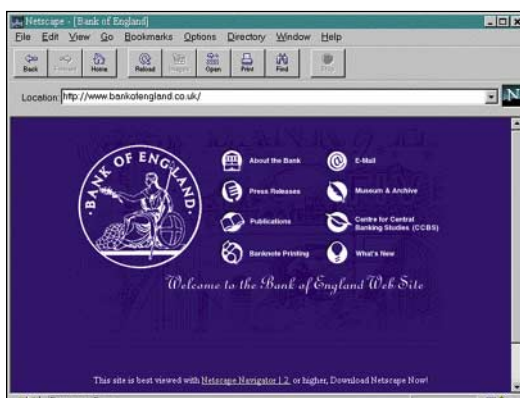 Netscape - [Bank of England]
File Edit View Go Bookmarks Options Directory Window Help
Back Forward Home Reload Images Open Print Find Stop
Location: http://www.bankofengland.co.uk/
N
BANK OF ENGLAND
About the Bank
E-Mail
Press Releases
Museum & Archive
Publications
Centre for Central
Banking Studies (CCBS)
Banknote Printing
What's New
Welcome to the Bank of England Web Site
This site is best viewed with Netscape Navigator 1.2 or higher, Download Netscape Now!